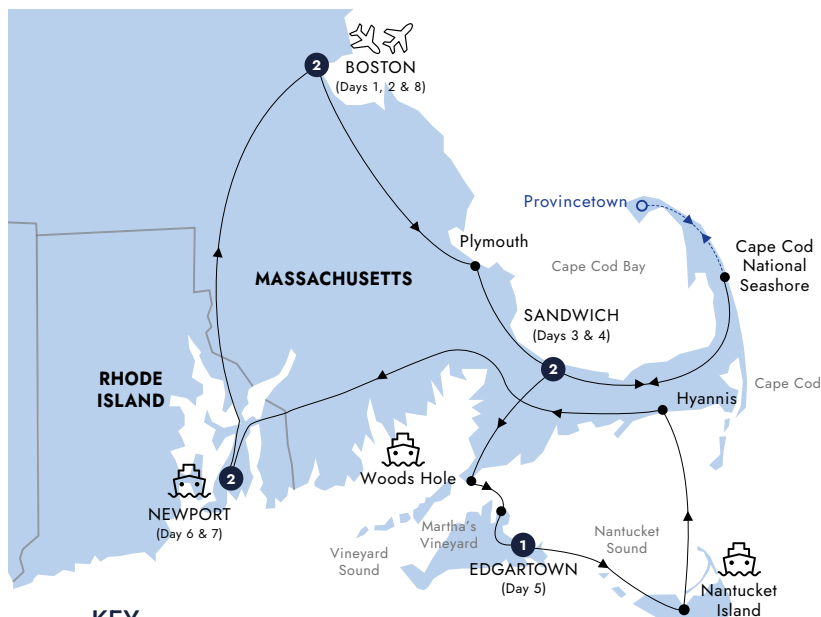 2
BOSTON
(Days 1, 2 & 8)
Provincetown
Plymouth
Cape Cod
National
Seashore
Cape Cod Bay
MASSACHUSETTS
SANDWICH
(Days 3 & 4)
2
RHODE
ISLAND
Cape Cod
Hyannis
Woods Hole
2
NEWPORT
(Day 6 & 7)
Martha's
Vineyard
Vineyard
Sound
1
EDGARTOWN
(Day 5)
Nantucket
Sound
Nantucket
Island
KEY